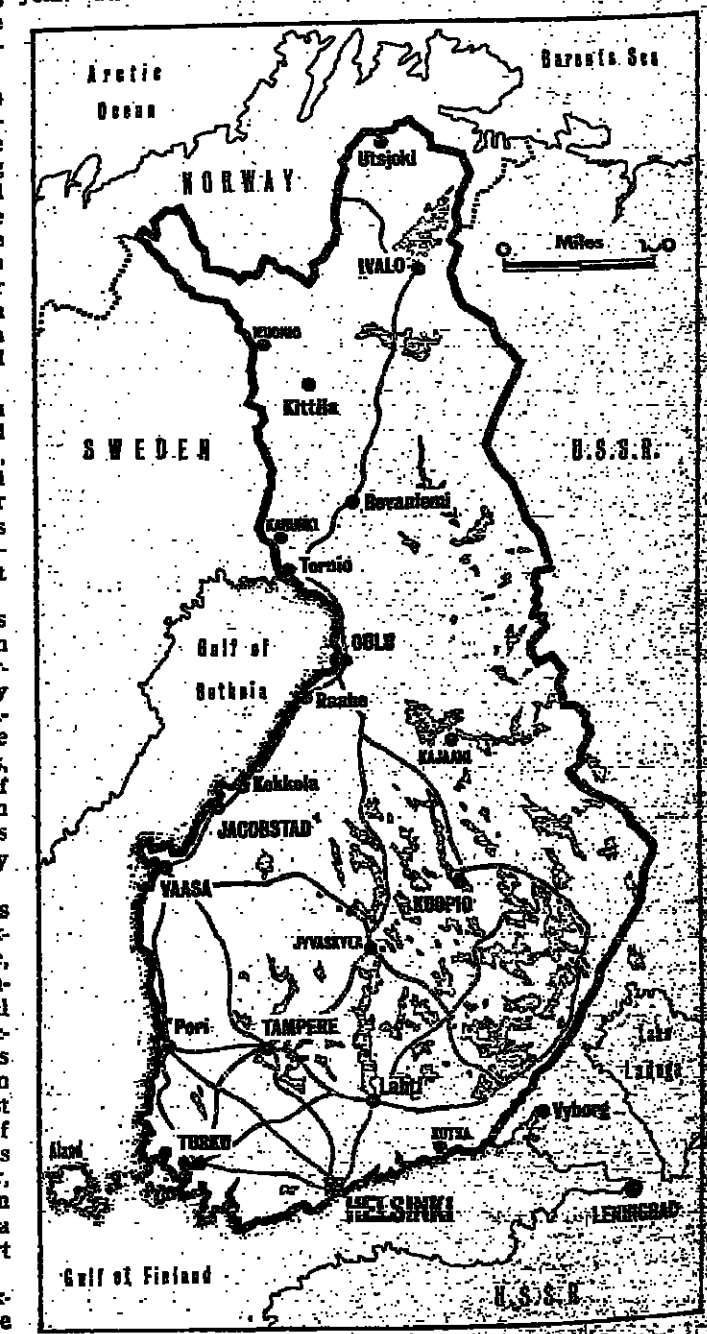 Arctic
Ocean
Barents Sea
Utsjoki
NORWAY
Miles
IVALO
Kittila
SWEDEN
U.S.S.R.
Rovaniemi
KARUNKI
Tornio
Gulf of
Bothnia
OULU
Raahe
KAJAANI
Kokkola
JACOBSTAD
VAASA
KUOPIO
JYVASKYLA
Pori
TAMPERE
Lake
Ladoga
Lahti
Vyborg
TURKU
KOTKA
Aland
HELSINKI
LENINGRAD
Gulf of Finland
U.S.S.R.